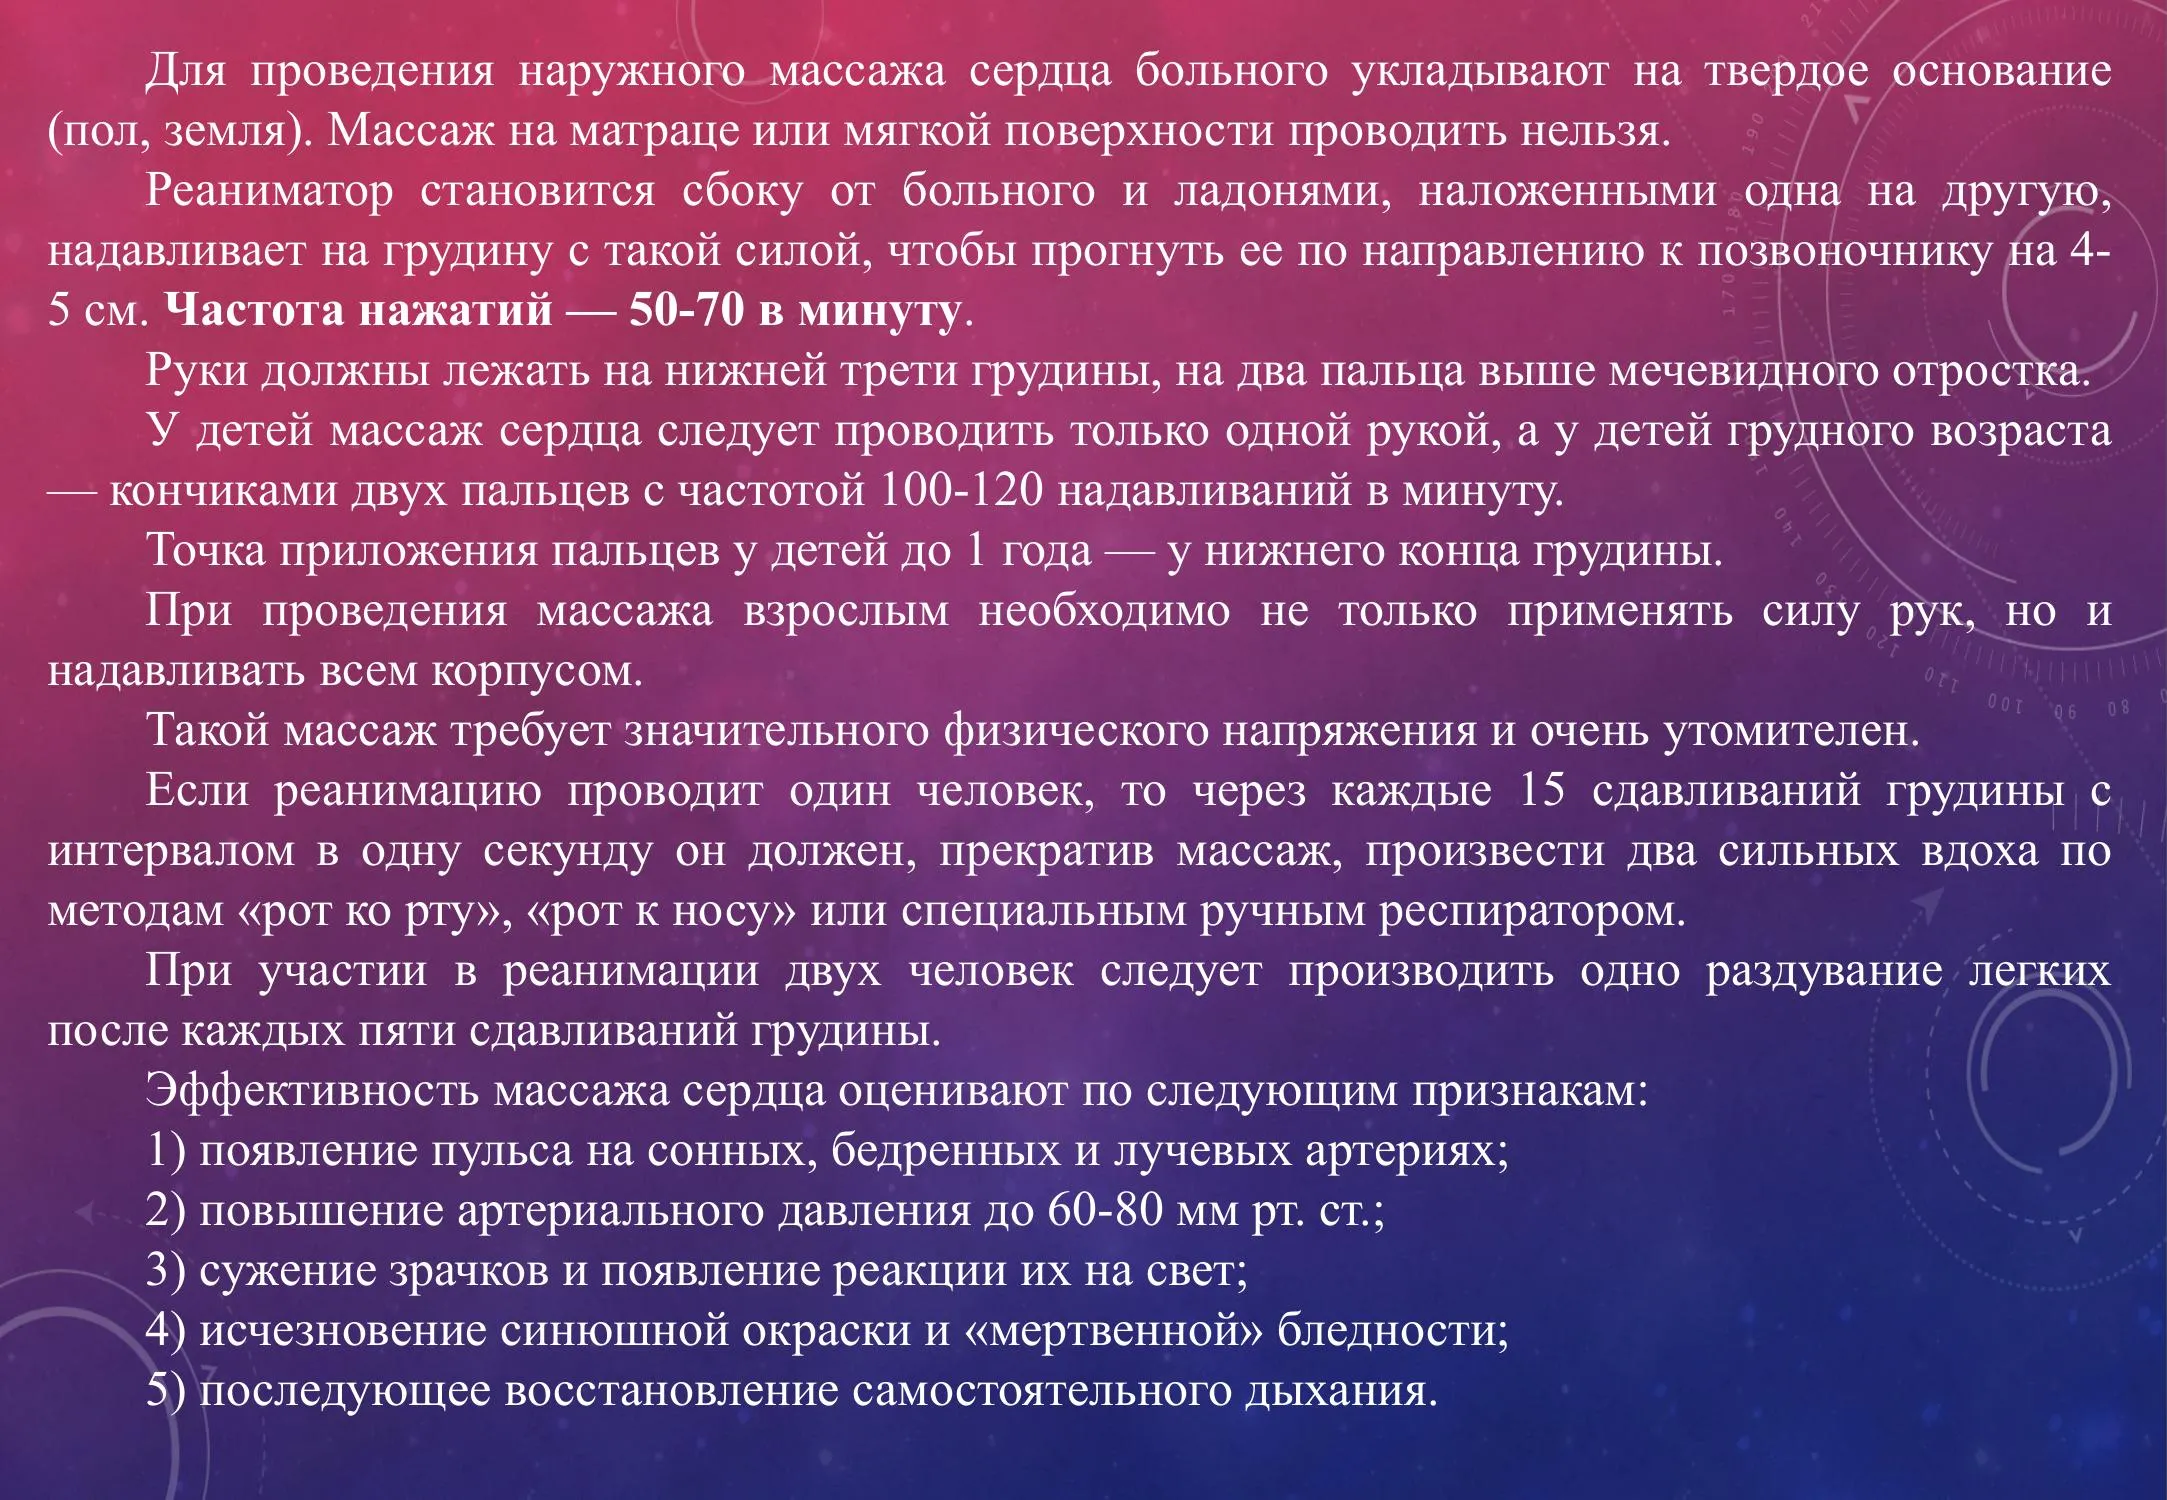 Для проведения наружного массажа сердца больного укладывают на твердое основание
(пол, земля). Массаж на матраце или мягкой поверхности проводить нельзя.
Реаниматор становится сбоку от больного и ладонями, наложенными одна на другую,
надавливает на грудину с такой силой, чтобы прогнуть ее по направлению к позвоночнику на 4-
5 см. Частота нажатий — 50-70 в минуту.
Руки должны лежать на нижней трети грудины, на два пальца выше мечевидного отростка.
У детей массаж сердца следует проводить только одной рукой, а у детей грудного возраста
— кончиками двух пальцев с частотой 100-120 надавливаний в минуту.
Точка приложения пальцев у детей до 1 года — у нижнего конца грудины.
При проведения массажа взрослым необходимо не только применять силу рук, но и
надавливать всем корпусом.
Такой массаж требует значительного физического напряжения и очень утомителен.
Если реанимацию проводит один человек, то через каждые 15 сдавливаний грудины с
интервалом в одну секунду он должен, прекратив массаж, произвести два сильных вдоха по
методам «рот ко рту», «рот к носу» или специальным ручным респиратором.
При участии в реанимации двух человек следует производить одно раздувание легких
после каждых пяти сдавливаний грудины.
Эффективность массажа сердца оценивают по следующим признакам:
1) появление пульса на сонных, бедренных и лучевых артериях;
2) повышение артериального давления до 60-80 мм рт. ст.;
3) сужение зрачков и появление реакции их на свет;
4) исчезновение синюшной окраски и «мертвенной» бледности;
5) последующее восстановление самостоятельного дыхания.
190
180
170
140
130
120
110
100
90
80